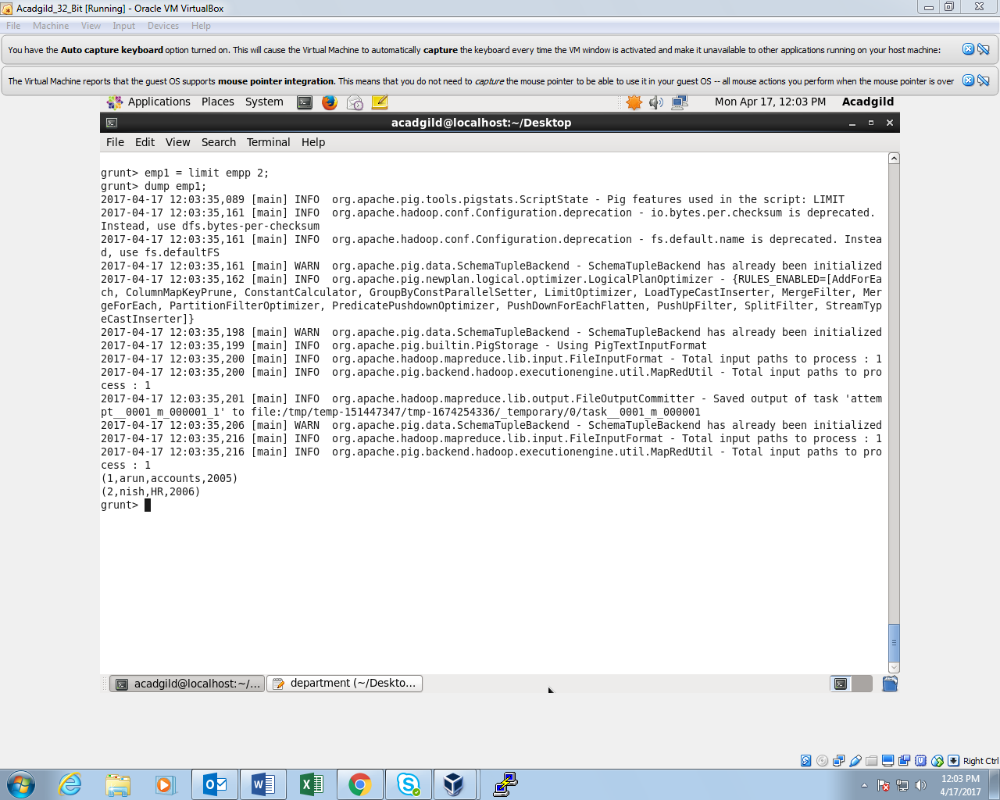 Acadgild_32_Bit [Running] - Oracle VM VirtualBox
File Machine View Input Devices Help
You have the Auto capture keyboard option turned on. This will cause the Virtual Machine to automatically capture the keyboard every time the VM window is activated and make it unavailable to other applications running on your host machine:
The Virtual Machine reports that the guest OS supports mouse pointer integration. This means that you do not need to capture the mouse pointer to be able to use it in your guest OS -- all mouse actions you perform when the mouse pointer is over
Applications Places System Mon Apr 17, 12:03 PM Acadgild
acadgild@localhost:~/Desktop
File Edit View Search Terminal Help
grunt> emp1 = limit empp 2;
grunt> dump emp1;
2017-04-17 12:03:35,089 [main] INFO  org.apache.pig.tools.pigstats.ScriptState - Pig features used in the script: LIMIT
2017-04-17 12:03:35,161 [main] INFO  org.apache.hadoop.conf.Configuration.deprecation - io.bytes.per.checksum is deprecated.
Instead, use dfs.bytes-per-checksum
2017-04-17 12:03:35,161 [main] INFO  org.apache.hadoop.conf.Configuration.deprecation - fs.default.name is deprecated. Instea
d, use fs.defaultFS
2017-04-17 12:03:35,161 [main] WARN  org.apache.pig.data.SchemaTupleBackend - SchemaTupleBackend has already been initialized
2017-04-17 12:03:35,162 [main] INFO  org.apache.pig.newplan.logical.optimizer.LogicalPlanOptimizer - {RULES_ENABLED=[AddForEa
ch, ColumnMapKeyPrune, ConstantCalculator, GroupByConstParallelSetter, LimitOptimizer, LoadTypeCastInserter, MergeFilter, Mer
geForEach, PartitionFilterOptimizer, PredicatePushdownOptimizer, PushDownForEachFlatten, PushUpFilter, SplitFilter, StreamTyp
eCastInserter]}
2017-04-17 12:03:35,198 [main] WARN  org.apache.pig.data.SchemaTupleBackend - SchemaTupleBackend has already been initialized
2017-04-17 12:03:35,199 [main] INFO  org.apache.pig.builtin.PigStorage - Using PigTextInputFormat
2017-04-17 12:03:35,200 [main] INFO  org.apache.hadoop.mapreduce.lib.input.FileInputFormat - Total input paths to process : 1
2017-04-17 12:03:35,200 [main] INFO  org.apache.pig.backend.hadoop.executionengine.util.MapRedUtil - Total input paths to pro
cess : 1
2017-04-17 12:03:35,201 [main] INFO  org.apache.hadoop.mapreduce.lib.output.FileOutputCommitter - Saved output of task 'attem
pt__0001_m_000001_1' to file:/tmp/temp-151447347/tmp-1674254336/_temporary/0/task__0001_m_000001
2017-04-17 12:03:35,206 [main] WARN  org.apache.pig.data.SchemaTupleBackend - SchemaTupleBackend has already been initialized
2017-04-17 12:03:35,216 [main] INFO  org.apache.hadoop.mapreduce.lib.input.FileInputFormat - Total input paths to process : 1
2017-04-17 12:03:35,216 [main] INFO  org.apache.pig.backend.hadoop.executionengine.util.MapRedUtil - Total input paths to pro
cess : 1
(1,arun,accounts,2005)
(2,nish,HR,2006)
grunt>
acadgild@localhost:~/... department (~/Deskto...
Right Ctrl
12:03 PM
4/17/2017